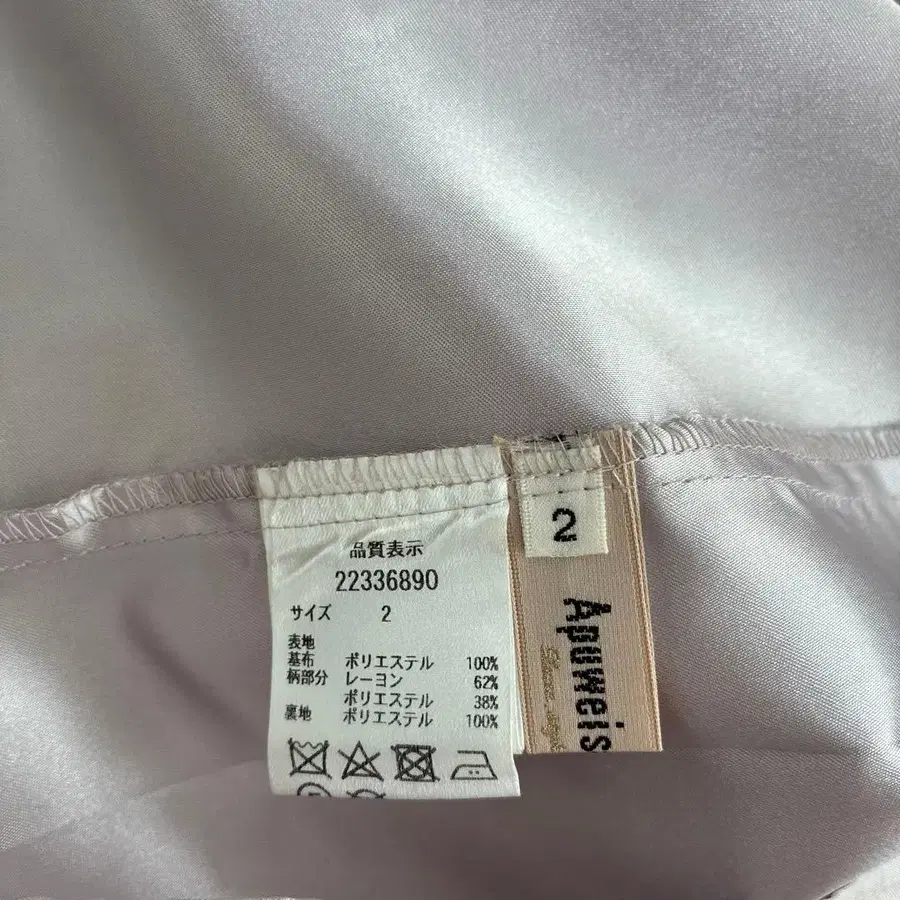 品質表示
22336890
サイズ 2
表地
基布 ポリエステル 100%
柄部分 レーヨン 62%
ポリエステル 38%
裏地 ポリエステル 100%
2
Apuweis